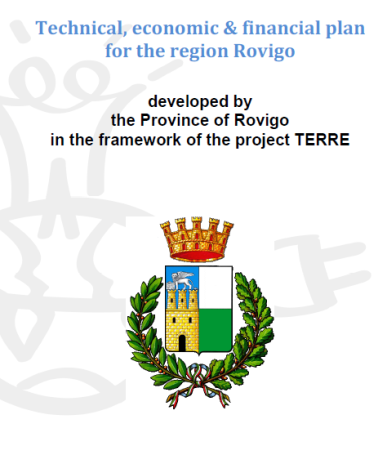 Technical, economic & financial plan
for the region Rovigo
developed by
the Province of Rovigo
in the framework of the project TERRE